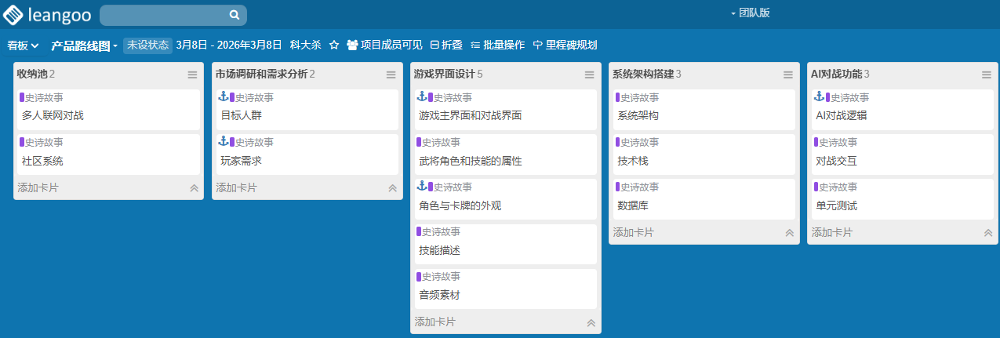 leangoo
团队版
看板 产品路线图 未设状态 3月8日 - 2026年3月8日 科大杀 项目成员可见 折叠 批量操作 里程碑规划
收纳池 2
史诗故事
多人联网对战
史诗故事
社区系统
添加卡片
市场调研和需求分析 2
史诗故事
目标人群
史诗故事
玩家需求
添加卡片
游戏界面设计 5
史诗故事
游戏主界面和对战界面
史诗故事
武将角色和技能的属性
史诗故事
角色与卡牌的外观
史诗故事
技能描述
史诗故事
音频素材
添加卡片
系统架构搭建 3
史诗故事
系统架构
史诗故事
技术栈
史诗故事
数据库
添加卡片
AI对战功能 3
史诗故事
AI对战逻辑
史诗故事
对战交互
史诗故事
单元测试
添加卡片